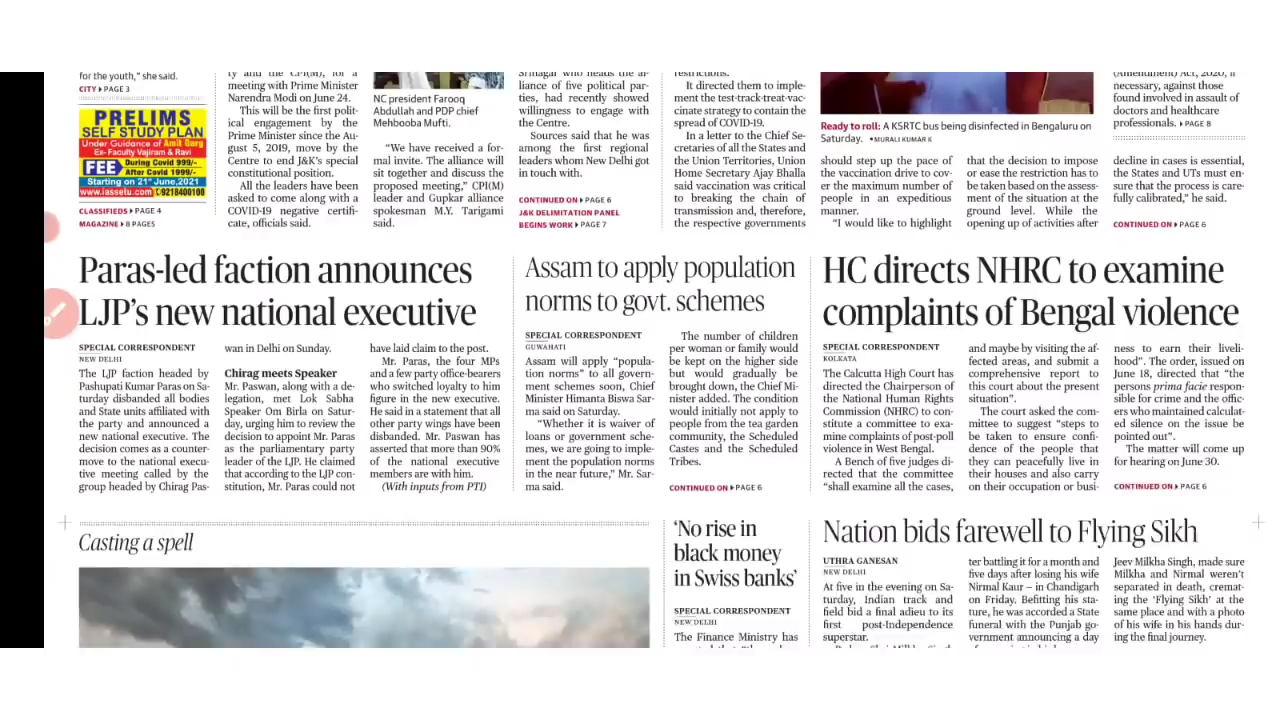 for the youth,” she said.
CITY ▸ PAGE 3
PRELIMS
SELF STUDY PLAN
Under Guidance of Amit Garg
Ex- Faculty Vajiram & Ravi
FEE During Covid 999/-
After Covid 1999/-
Starting on 21st June,2021
www.iassetu.com 9218400100
CLASSIFIEDS ▸ PAGE 4
MAGAZINE ▸ 8 PAGES
ty and the CPI(M), for a
meeting with Prime Minister
Narendra Modi on June 24.
This will be the first polit-
ical engagement by the
Prime Minister since the Au-
gust 5, 2019, move by the
Centre to end J&K’s special
constitutional position.
All the leaders have been
asked to come along with a
COVID-19 negative certifi-
cate, officials said.
NC president Farooq
Abdullah and PDP chief
Mehbooba Mufti.
“We have received a for-
mal invite. The alliance will
sit together and discuss the
proposed meeting,” CPI(M)
leader and Gupkar alliance
spokesman M.Y. Tarigami
said.
Srinagar who heads the al-
liance of five political par-
ties, had recently showed
willingness to engage with
the Centre.
Sources said that he was
among the first regional
leaders whom New Delhi got
in touch with.
CONTINUED ON ▸ PAGE 6
J&K DELIMITATION PANEL
BEGINS WORK ▸ PAGE 7
restrictions.
It directed them to imple-
ment the test-track-treat-vac-
cinate strategy to contain the
spread of COVID-19.
In a letter to the Chief Se-
cretaries of all the States and
the Union Territories, Union
Home Secretary Ajay Bhalla
said vaccination was critical
to breaking the chain of
transmission and, therefore,
the respective governments
Ready to roll: A KSRTC bus being disinfected in Bengaluru on
Saturday. • MURALI KUMAR K
should step up the pace of
the vaccination drive to cov-
er the maximum number of
people in an expeditious
manner.
“I would like to highlight
that the decision to impose
or ease the restriction has to
be taken based on the assess-
ment of the situation at the
ground level. While the
opening up of activities after
(Amendment) Act, 2020, if
necessary, against those
found involved in assault of
doctors and healthcare
professionals. ▸ PAGE 8
decline in cases is essential,
the States and UTs must en-
sure that the process is care-
fully calibrated,” he said.
CONTINUED ON ▸ PAGE 6
Paras-led faction announces
LJP’s new national executive
SPECIAL CORRESPONDENT
NEW DELHI
The LJP faction headed by
Pashupati Kumar Paras on Sa-
turday disbanded all bodies
and State units affiliated with
the party and announced a
new national executive. The
decision comes as a counter-
move to the national execu-
tive meeting called by the
group headed by Chirag Pas-
wan in Delhi on Sunday.
Chirag meets Speaker
Mr. Paswan, along with a de-
legation, met Lok Sabha
Speaker Om Birla on Satur-
day, urging him to review the
decision to appoint Mr. Paras
as the parliamentary party
leader of the LJP. He claimed
that according to the LJP con-
stitution, Mr. Paras could not
have laid claim to the post.
Mr. Paras, the four MPs
and a few party office-bearers
who switched loyalty to him
figure in the new executive.
He said in a statement that all
other party wings have been
disbanded. Mr. Paswan has
asserted that more than 90%
of the national executive
members are with him.
(With inputs from PTI)
Assam to apply population
norms to govt. schemes
SPECIAL CORRESPONDENT
GUWAHATI
Assam will apply “popula-
tion norms” to all govern-
ment schemes soon, Chief
Minister Himanta Biswa Sar-
ma said on Saturday.
“Whether it is waiver of
loans or government sche-
mes, we are going to imple-
ment the population norms
in the near future,” Mr. Sar-
ma said.
The number of children
per woman or family would
be kept on the higher side
but would gradually be
brought down, the Chief Mi-
nister added. The condition
would initially not apply to
people from the tea garden
community, the Scheduled
Castes and the Scheduled
Tribes.
CONTINUED ON ▸ PAGE 6
HC directs NHRC to examine
complaints of Bengal violence
SPECIAL CORRESPONDENT
KOLKATA
The Calcutta High Court has
directed the Chairperson of
the National Human Rights
Commission (NHRC) to con-
stitute a committee to exa-
mine complaints of post-poll
violence in West Bengal.
A Bench of five judges di-
rected that the committee
“shall examine all the cases,
and maybe by visiting the af-
fected areas, and submit a
comprehensive report to
this court about the present
situation”.
The court asked the com-
mittee to suggest “steps to
be taken to ensure confi-
dence of the people that
they can peacefully live in
their houses and also carry
on their occupation or busi-
ness to earn their liveli-
hood”. The order, issued on
June 18, directed that “the
persons prima facie respon-
sible for crime and the offic-
ers who maintained calculat-
ed silence on the issue be
pointed out”.
The matter will come up
for hearing on June 30.
CONTINUED ON ▸ PAGE 6
Casting a spell
‘No rise in
black money
in Swiss banks’
SPECIAL CORRESPONDENT
NEW DELHI
The Finance Ministry has
Nation bids farewell to Flying Sikh
UTHRA GANESAN
NEW DELHI
At five in the evening on Sa-
turday, Indian track and
field bid a final adieu to its
first post-Independence
superstar.
ter battling it for a month and
five days after losing his wife
Nirmal Kaur – in Chandigarh
on Friday. Befitting his sta-
ture, he was accorded a State
funeral with the Punjab go-
vernment announcing a day
Jeev Milkha Singh, made sure
Milkha and Nirmal weren’t
separated in death, cremat-
ing the ‘Flying Sikh’ at the
same place and with a photo
of his wife in his hands dur-
ing the final journey.